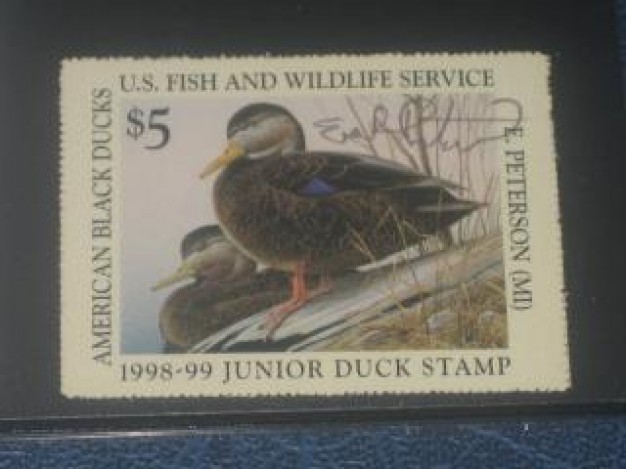 U.S. FISH AND WILDLIFE SERVICE
$5
AMERICAN BLACK DUCKS
E. PETERSON (MI)
1998-99 JUNIOR DUCK STAMP